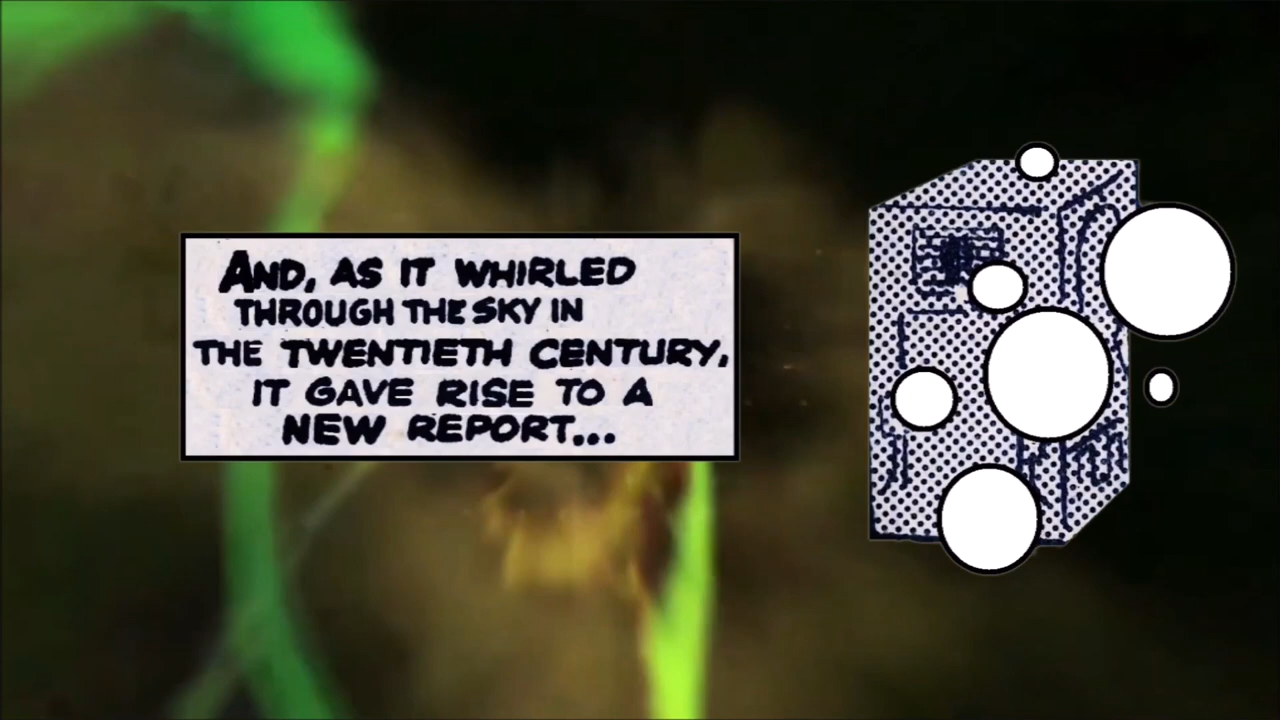 AND, AS IT WHIRLED
THROUGH THE SKY IN
THE TWENTIETH CENTURY,
IT GAVE RISE TO A
NEW REPORT...